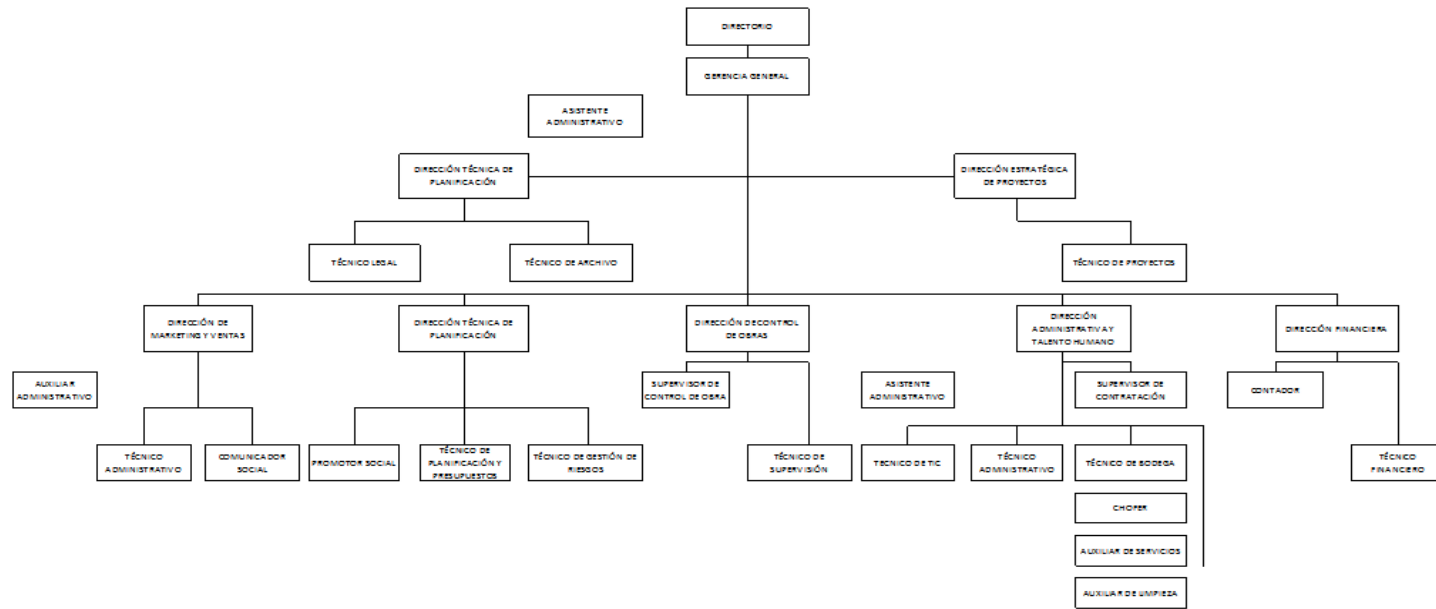 DIRECTORIO
GERENCIA GENERAL
ASISTENTE
ADMINISTRATIVO
DIRECCIÓN TÉCNICA DE
PLANIFICACIÓN
DIRECCIÓN ESTRATÉGICA
DE PROYECTOS
TÉCNICO LEGAL
TÉCNICO DE ARCHIVO
TÉCNICO DE PROYECTOS
DIRECCIÓN DE
MARKETING Y VENTAS
DIRECCIÓN TÉCNICA DE
PLANIFICACIÓN
DIRECCIÓN DE CONTROL
DE OBRAS
DIRECCIÓN
ADMINISTRATIVA Y
TALENTO HUMANO
DIRECCIÓN FINANCIERA
AUXILIAR
ADMINISTRATIVO
SUPERVISOR DE
CONTROL DE OBRA
ASISTENTE
ADMINISTRATIVO
SUPERVISOR DE
CONTRATACIÓN
CONTADOR
TÉCNICO
ADMINISTRATIVO
COMUNICADOR
SOCIAL
PROMOTOR SOCIAL
TÉCNICO DE
PLANIFICACIÓN Y
PRESUPUESTOS
TÉCNICO DE GESTIÓN DE
RIESGOS
TÉCNICO DE
SUPERVISIÓN
TECNICO DE TIC
TÉCNICO
ADMINISTRATIVO
TÉCNICO DE BODEGA
TÉCNICO
FINANCIERO
CHOFER
AUXILIAR DE SERVICIOS
AUXILIAR DE LIMPIEZA